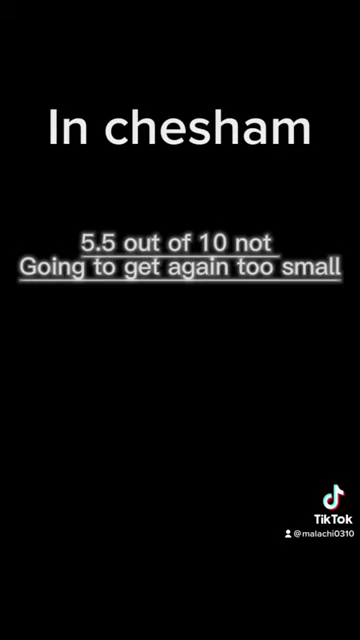 In chesham
5.5 out of 10 not
Going to get again too small
TikTok
@malachi0310